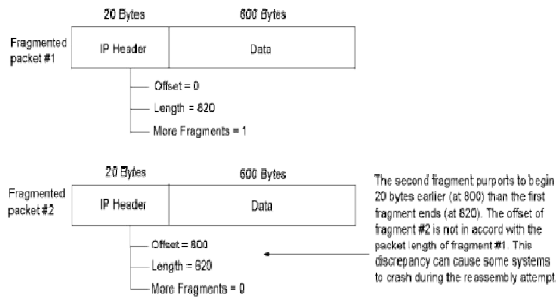 20 Bytes 600 Bytes
Fragmented
packet #1
IP Header Data
Offset = 0
Length = 820
More Fragments = 1
20 Bytes 600 Bytes
Fragmented
packet #2
IP Header Data
Offset = 800
Length = 620
More Fragments = 0
The second fragment purports to begin
20 bytes earlier (at 800) than the first
fragment ends (at 820). The offset of
fragment #2 is not in accord with the
packet length of fragment #1. This
discrepancy can cause some systems
to crash during the reassembly attempt